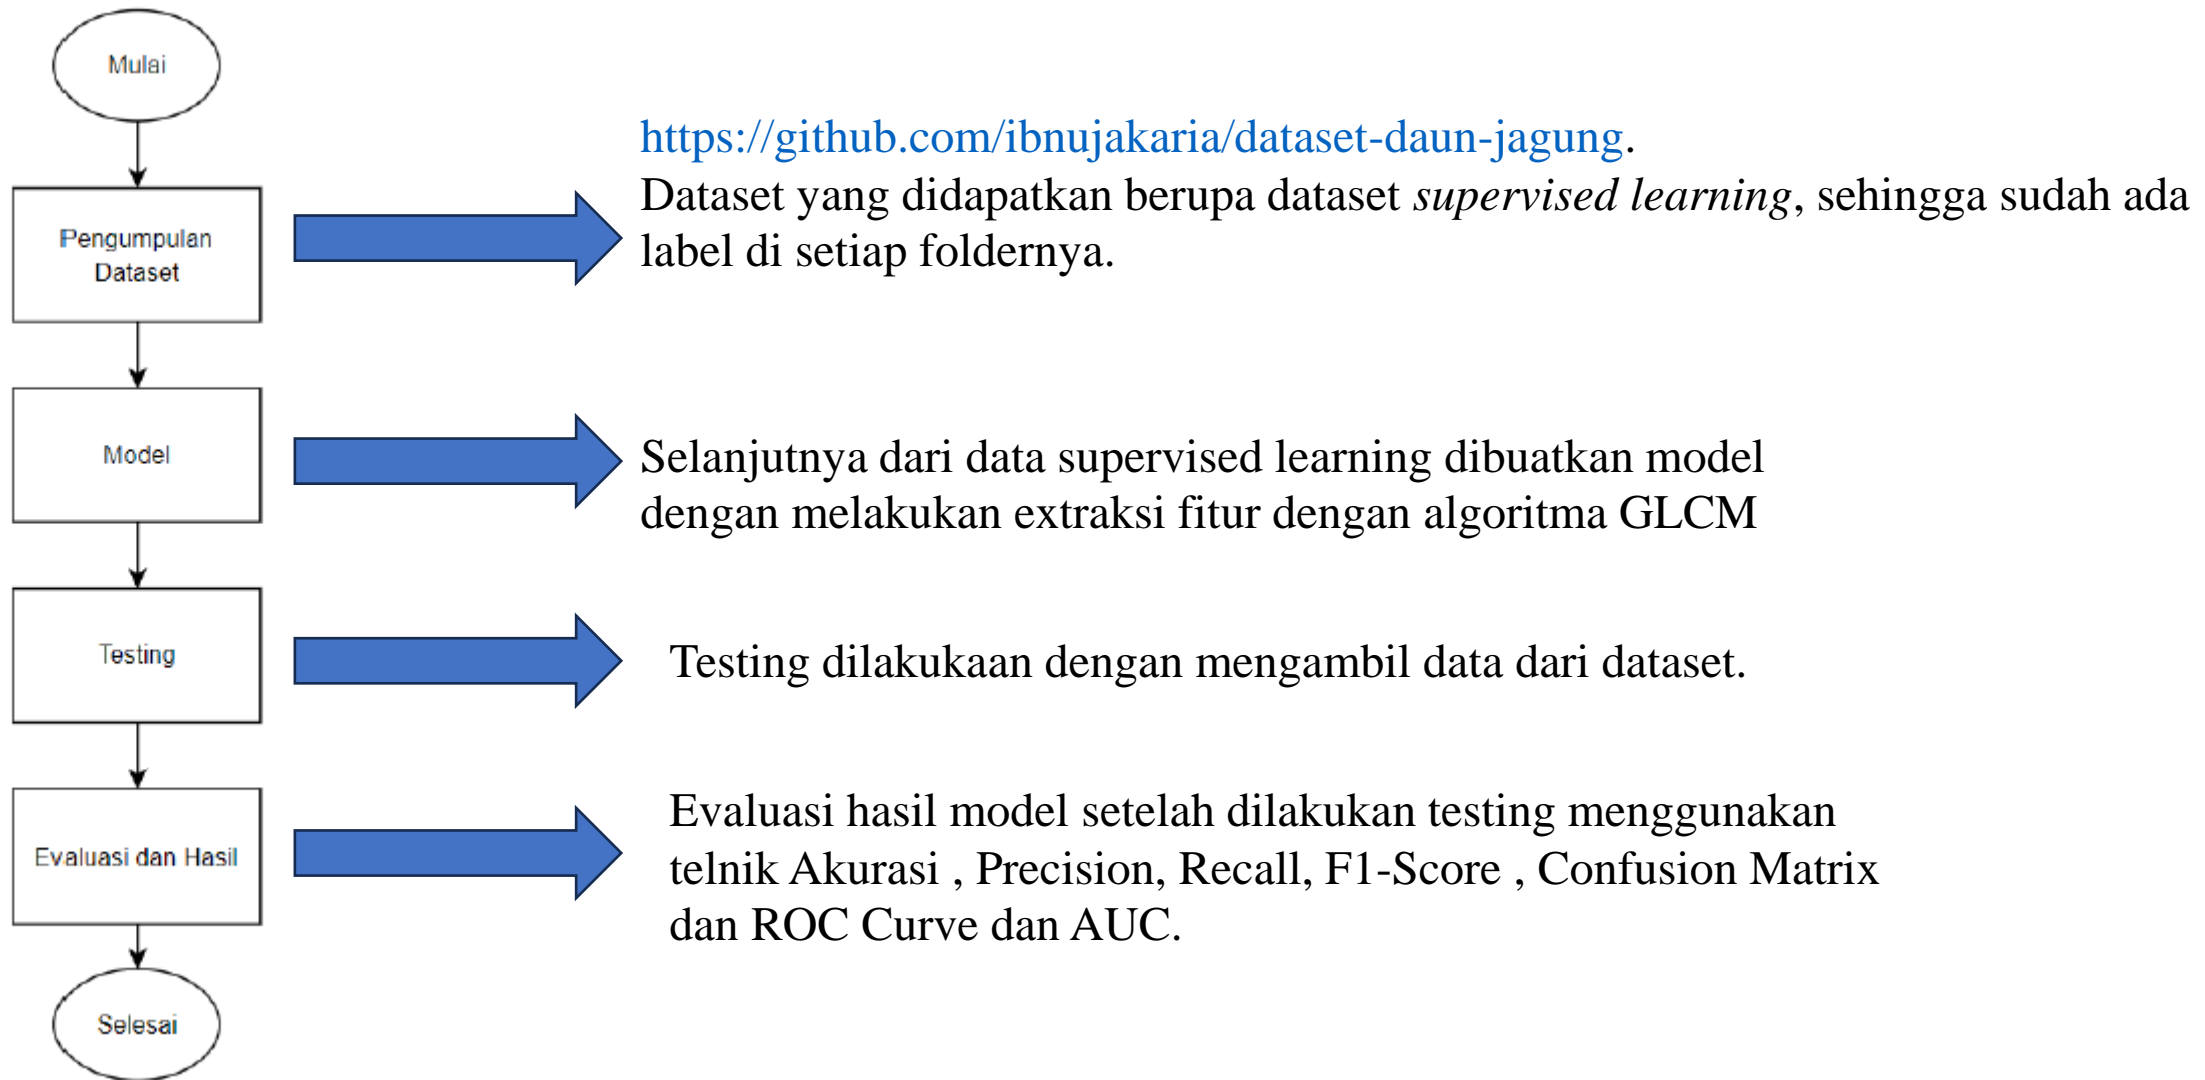 Mulai
https://github.com/ibnujakaria/dataset-daun-jagung.
Dataset yang didapatkan berupa dataset supervised learning, sehingga sudah ada
label di setiap foldernya.
Pengumpulan
Dataset
Selanjutnya dari data supervised learning dibuatkan model
dengan melakukan extraksi fitur dengan algoritma GLCM
Model
Testing dilakukaan dengan mengambil data dari dataset.
Testing
Evaluasi hasil model setelah dilakukan testing menggunakan
telnik Akurasi , Precision, Recall, F1-Score , Confusion Matrix
dan ROC Curve dan AUC.
Evaluasi dan Hasil
Selesai